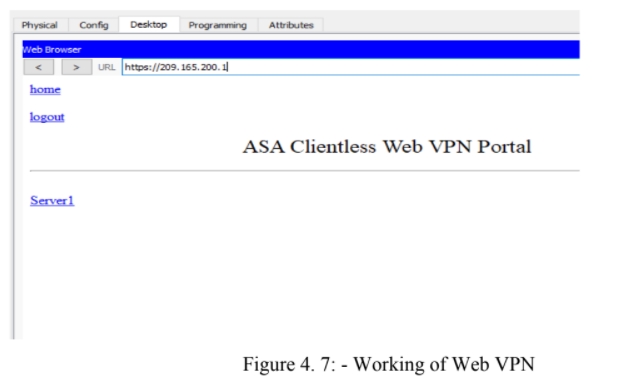 Physical Config Desktop Programming Attributes
Web Browser
< > URL https://209.165.200.1
home
logout
ASA Clientless Web VPN Portal
Server1
Figure 4. 7: - Working of Web VPN